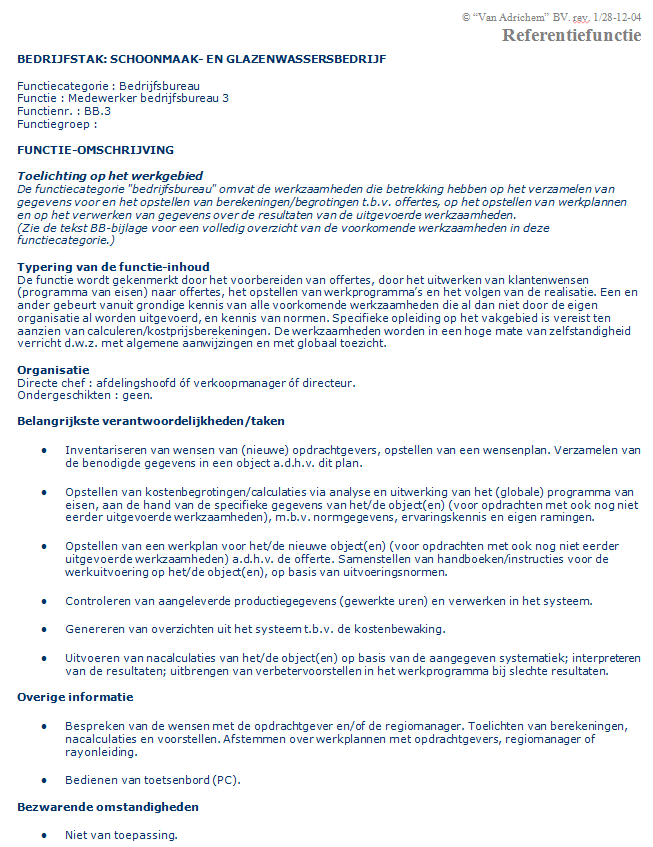 © “Van Adrichem” BV. rev. 1/28-12-04
Referentiefunctie
BEDRIJFSTAK: SCHOONMAAK- EN GLAZENWASSERSBEDRIJF
Functiecategorie : Bedrijfsbureau
Functie : Medewerker bedrijfsbureau 3
Functienr. : BB.3
Functiegroep :
FUNCTIE-OMSCHRIJVING
Toelichting op het werkgebied
De functiecategorie "bedrijfsbureau" omvat de werkzaamheden die betrekking hebben op het verzamelen van
gegevens voor en het opstellen van berekeningen/begrotingen t.b.v. offertes, op het opstellen van werkplannen
en op het verwerken van gegevens over de resultaten van de uitgevoerde werkzaamheden.
(Zie de tekst BB-bijlage voor een volledig overzicht van de voorkomende werkzaamheden in deze
functiecategorie.)
Typering van de functie-inhoud
De functie wordt gekenmerkt door het voorbereiden van offertes, door het uitwerken van klantenwensen
(programma van eisen) naar offertes, het opstellen van werkprogramma’s en het volgen van de realisatie. Een en
ander gebeurt vanuit grondige kennis van alle voorkomende werkzaamheden die al dan niet door de eigen
organisatie al worden uitgevoerd, en kennis van normen. Specifieke opleiding op het vakgebied is vereist ten
aanzien van calculeren/kostprijsberekeningen. De werkzaamheden worden in een hoge mate van zelfstandigheid
verricht d.w.z. met algemene aanwijzingen en met globaal toezicht.
Organisatie
Directe chef : afdelingshoofd óf verkoopmanager óf directeur.
Ondergeschikten : geen.
Belangrijkste verantwoordelijkheden/taken
● Inventariseren van wensen van (nieuwe) opdrachtgevers, opstellen van een wensenplan. Verzamelen van
de benodigde gegevens in een object a.d.h.v. dit plan.
● Opstellen van kostenbegrotingen/calculaties via analyse en uitwerking van het (globale) programma van
eisen, aan de hand van de specifieke gegevens van het/de object(en) (voor opdrachten met ook nog niet
eerder uitgevoerde werkzaamheden), m.b.v. normgegevens, ervaringskennis en eigen ramingen.
● Opstellen van een werkplan voor het/de nieuwe object(en) (voor opdrachten met ook nog niet eerder
uitgevoerde werkzaamheden) a.d.h.v. de offerte. Samenstellen van handboeken/instructies voor de
werkuitvoering op het/de object(en), op basis van uitvoeringsnormen.
● Controleren van aangeleverde productiegegevens (gewerkte uren) en verwerken in het systeem.
● Genereren van overzichten uit het systeem t.b.v. de kostenbewaking.
● Uitvoeren van nacalculaties van het/de object(en) op basis van de aangegeven systematiek; interpreteren
van de resultaten; uitbrengen van verbetervoorstellen in het werkprogramma bij slechte resultaten.
Overige informatie
● Bespreken van de wensen met de opdrachtgever en/of de regiomanager. Toelichten van berekeningen,
nacalculaties en voorstellen. Afstemmen over werkplannen met opdrachtgevers, regiomanager of
rayonleiding.
● Bedienen van toetsenbord (PC).
Bezwarende omstandigheden
● Niet van toepassing.